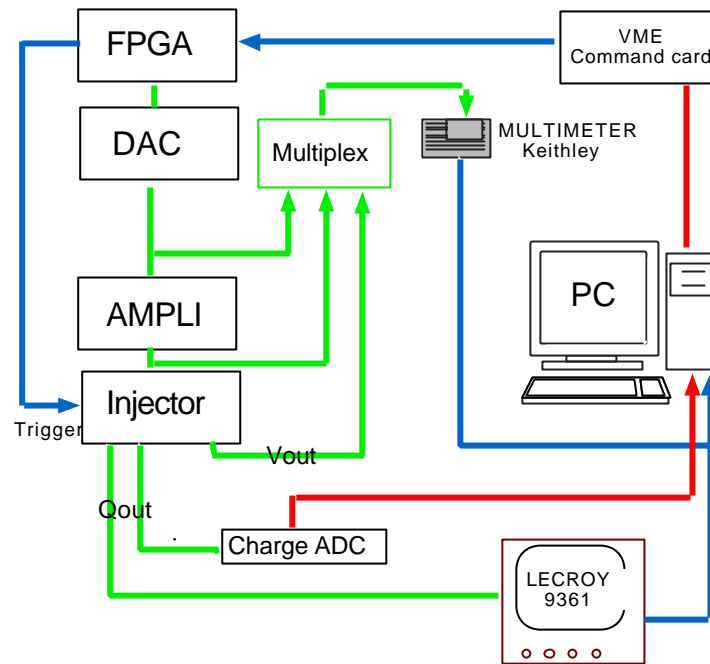 FPGA
VME
Command card
DAC
Multiplex
MULTIMETER
Keithley
PC
AMPLI
Injector
Trigger
Vout
Qout
Charge ADC
LECROY
9361